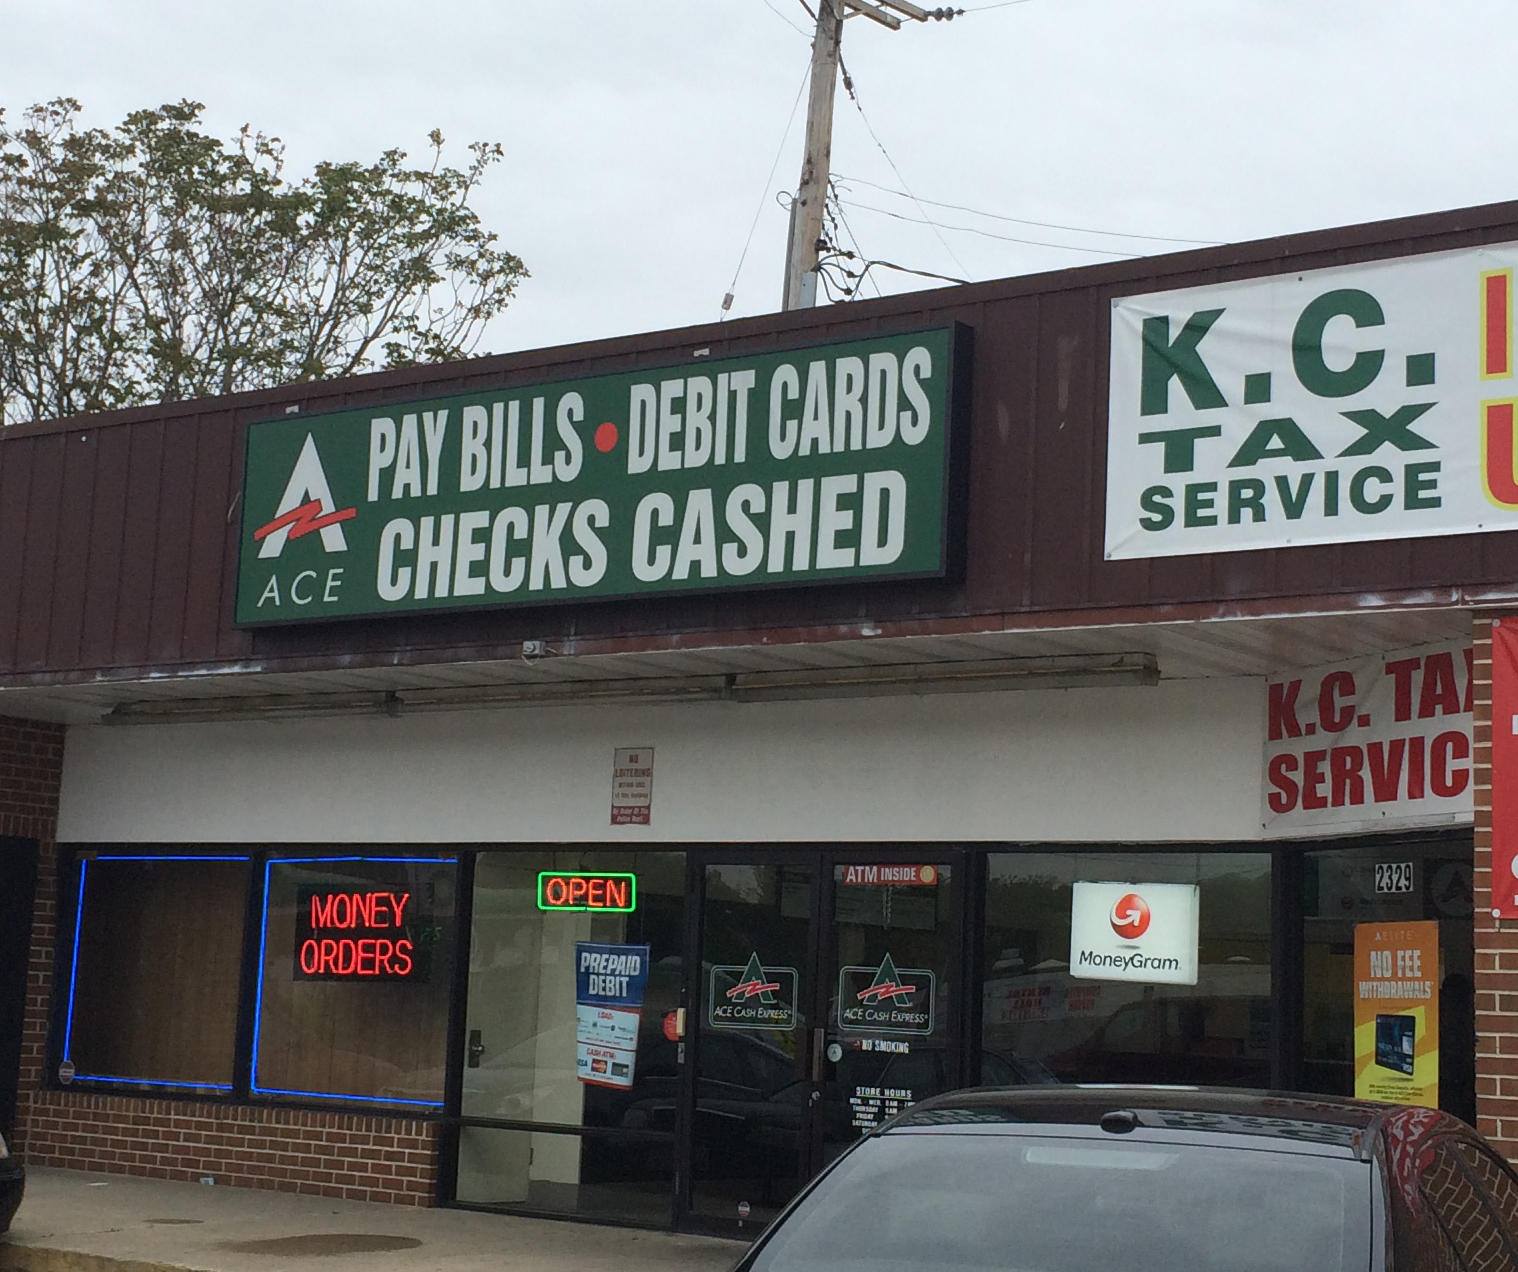 PAY BILLS • DEBIT CARDS
CHECKS CASHED
ACE
K.C.
TAX
SERVICE
K.C. TAX
SERVIC
NO
LOITERING
MONEY
ORDERS
OPEN
PREPAID
DEBIT
ATM INSIDE
ACE CASH EXPRESS
ACE CASH EXPRESS
NO SMOKING
STORE HOURS
MoneyGram
2329
NO FEE
WITHDRAWALS